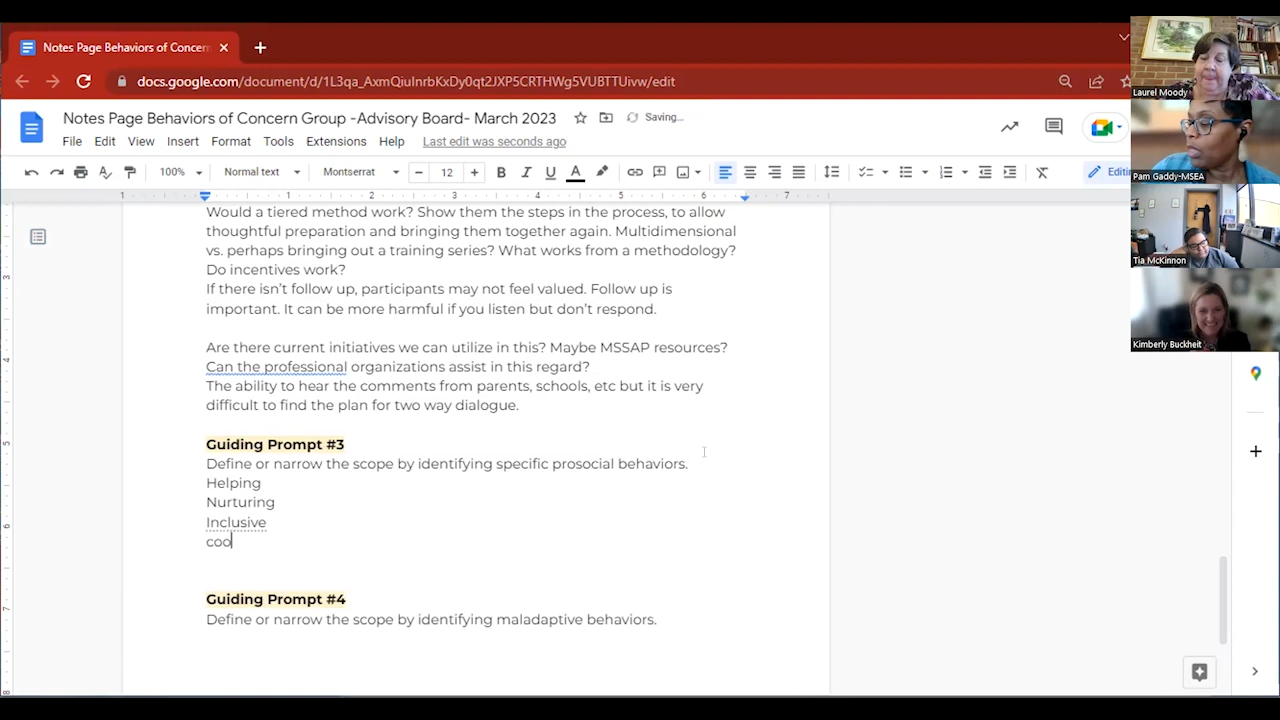 Notes Page Behaviors of Concern
docs.google.com/document/d/1L3qa_AxmQiuInrbKxDy0qt2JXP5CRTHWg5VUBTTUivw/edit
Notes Page Behaviors of Concern Group -Advisory Board- March 2023
Saving…
File Edit View Insert Format Tools Extensions Help Last edit was seconds ago
100% Normal text Montserrat 12 B I U A
1 1 2 3 4 5 6 7
Would a tiered method work? Show them the steps in the process, to allow
thoughtful preparation and bringing them together again. Multidimensional
vs. perhaps bringing out a training series? What works from a methodology?
Do incentives work?
If there isn’t follow up, participants may not feel valued. Follow up is
important. It can be more harmful if you listen but don’t respond.
Are there current initiatives we can utilize in this? Maybe MSSAP resources?
Can the professional organizations assist in this regard?
The ability to hear the comments from parents, schools, etc but it is very
difficult to find the plan for two way dialogue.
Guiding Prompt #3
Define or narrow the scope by identifying specific prosocial behaviors.
Helping
Nurturing
Inclusive
coo
Guiding Prompt #4
Define or narrow the scope by identifying maladaptive behaviors.
Laurel Moody
Pam Gaddy-MSEA
Tia McKinnon
Kimberly Buckheit